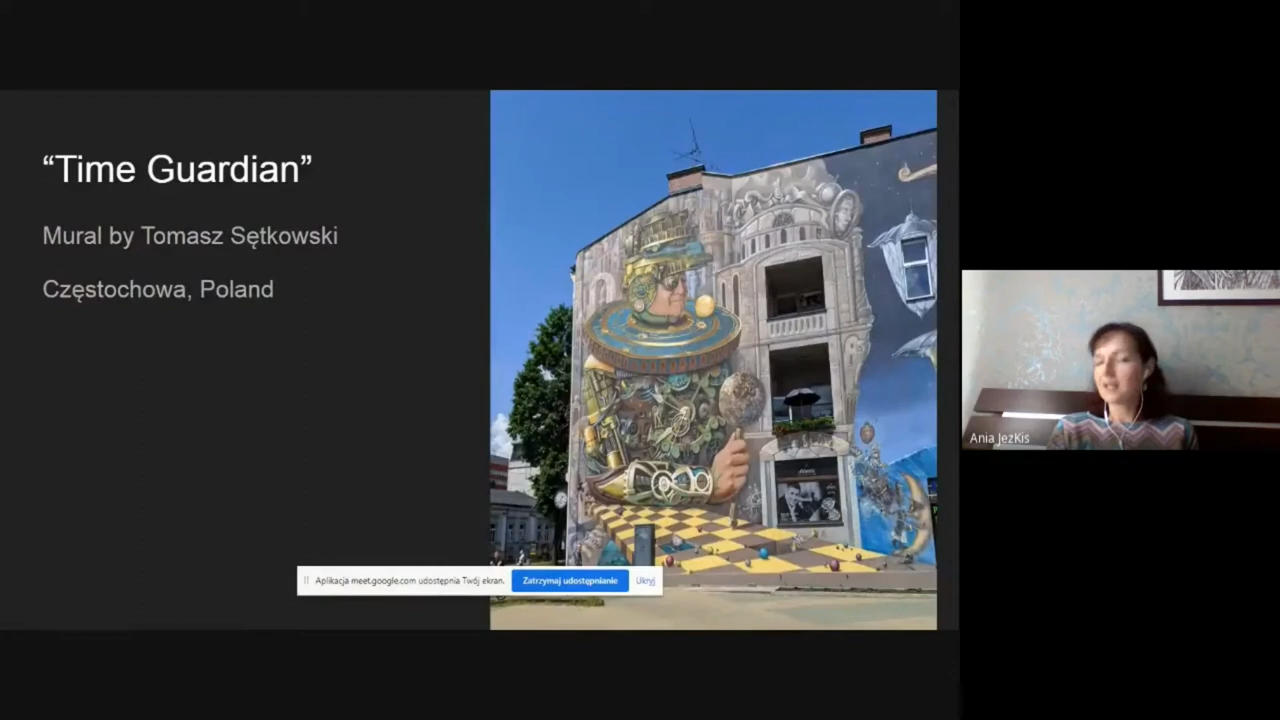 “Time Guardian”
Mural by Tomasz Sętkowski
Częstochowa, Poland
Aplikacja meet.google.com udostępnia Twój ekran.
Zatrzymaj udostępnianie
Ukryj
Ania JezKis